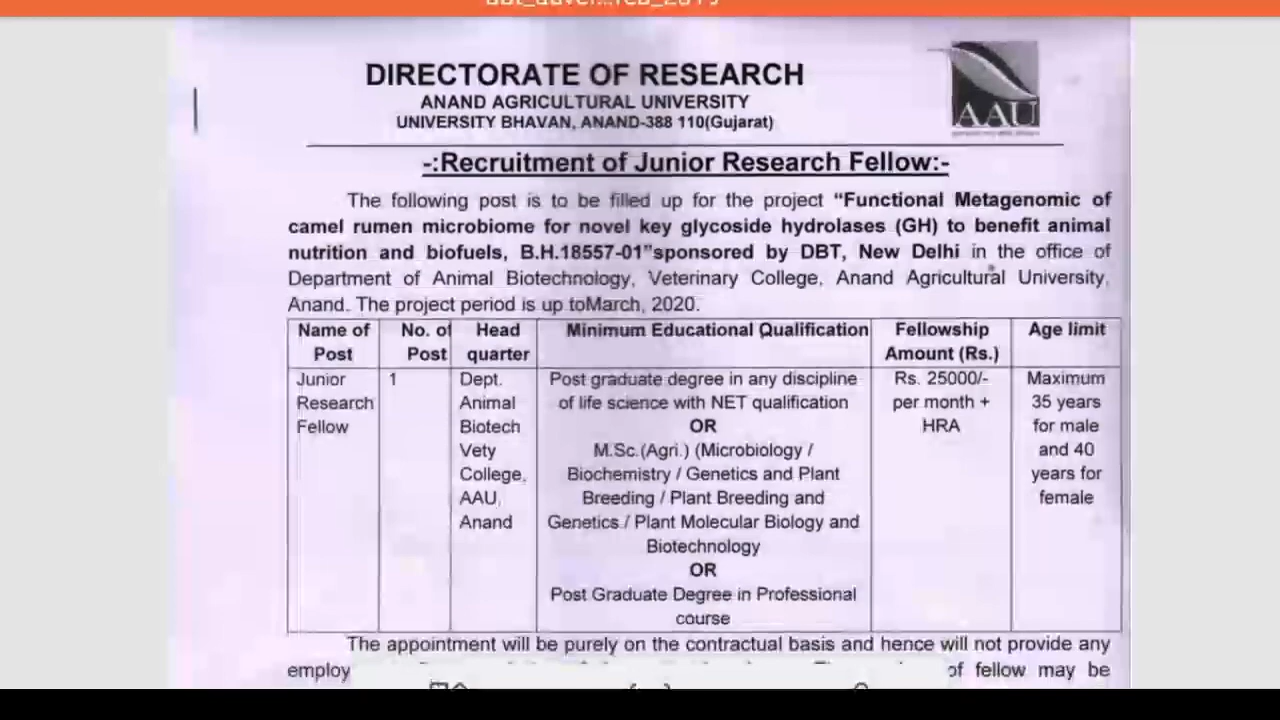 DIRECTORATE OF RESEARCH
ANAND AGRICULTURAL UNIVERSITY
UNIVERSITY BHAVAN, ANAND-388 110(Gujarat)
AAU
-:Recruitment of Junior Research Fellow:-
The following post is to be filled up for the project “Functional Metagenomic of
camel rumen microbiome for novel key glycoside hydrolases (GH) to benefit animal
nutrition and biofuels, B.H.18557-01”sponsored by DBT, New Delhi in the office of
Department of Animal Biotechnology, Veterinary College, Anand Agricultural University,
Anand. The project period is up toMarch, 2020.
Name of Post
No. of Post
Head quarter
Minimum Educational Qualification
Fellowship Amount (Rs.)
Age limit
Junior
Research
Fellow
1
Dept.
Animal
Biotech
Vety
College,
AAU,
Anand
Post graduate degree in any discipline
of life science with NET qualification
OR
M.Sc.(Agri.) (Microbiology /
Biochemistry / Genetics and Plant
Breeding / Plant Breeding and
Genetics / Plant Molecular Biology and
Biotechnology
OR
Post Graduate Degree in Professional
course
Rs. 25000/-
per month +
HRA
Maximum
35 years
for male
and 40
years for
female
The appointment will be purely on the contractual basis and hence will not provide any
employ of fellow may be